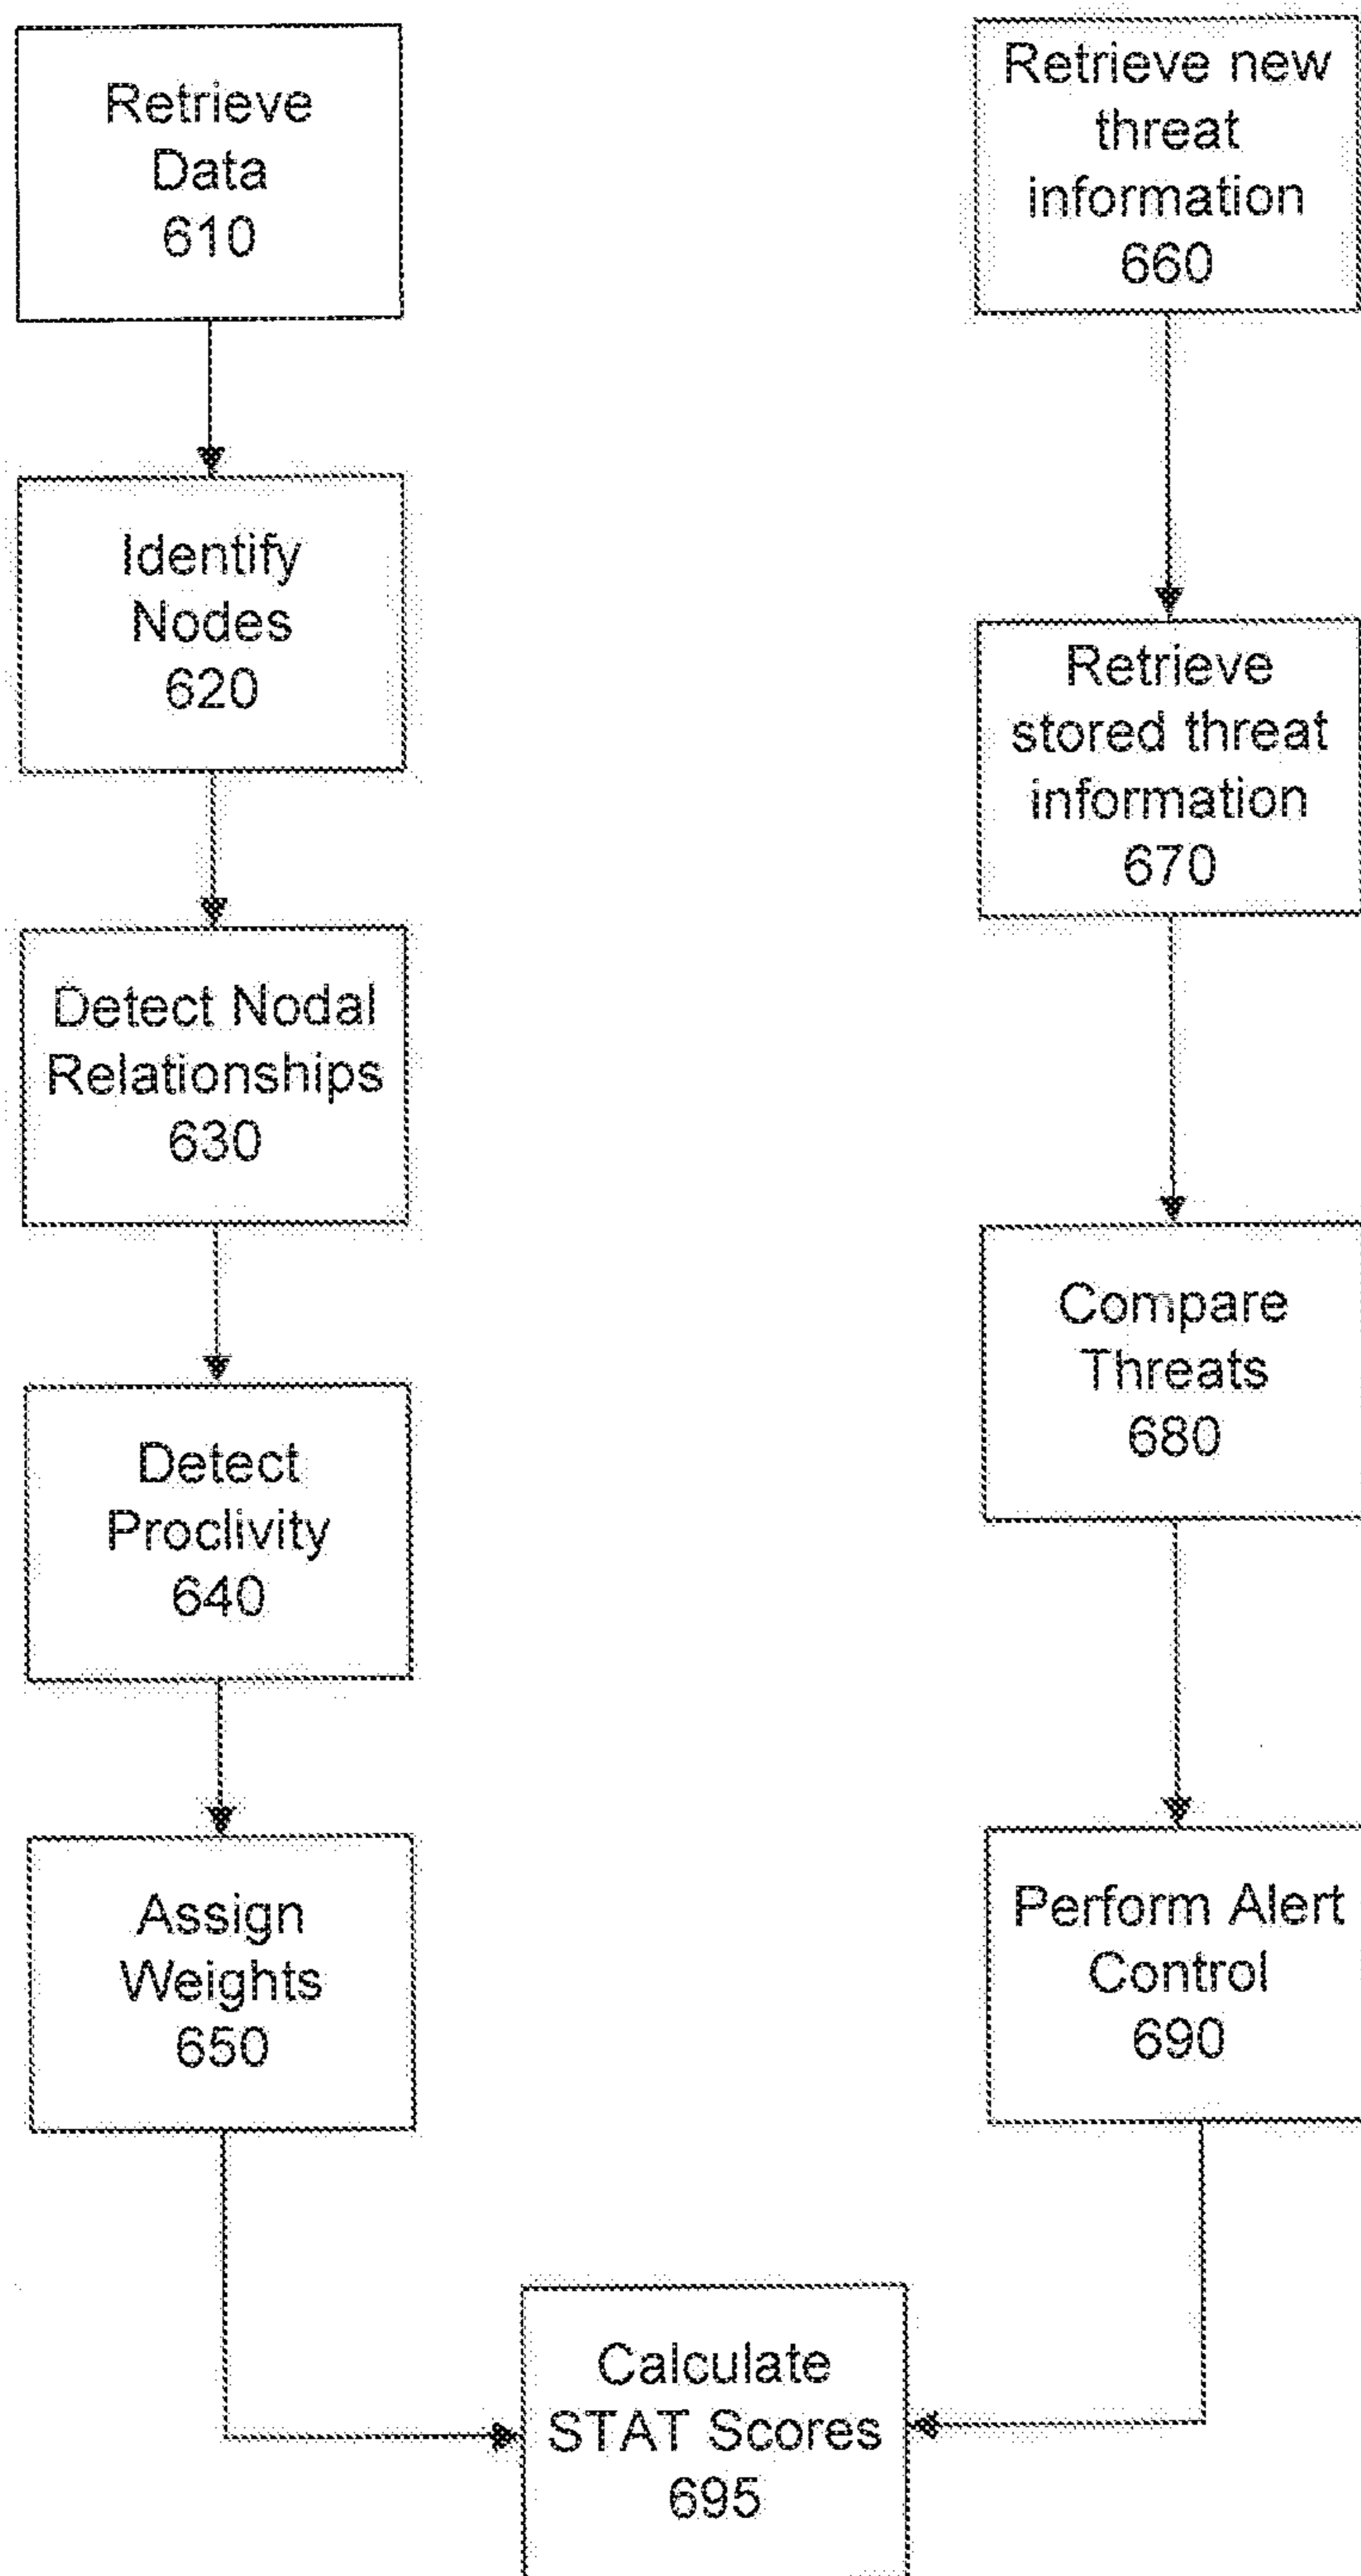 Retrieve
Data
610
Identify
Nodes
620
Detect Nodal
Relationships
630
Detect
Proclivity
640
Assign
Weights
650
Retrieve new
threat
information
660
Retrieve
stored threat
information
670
Compare
Threats
680
Perform Alert
Control
690
Calculate
STAT Scores
695